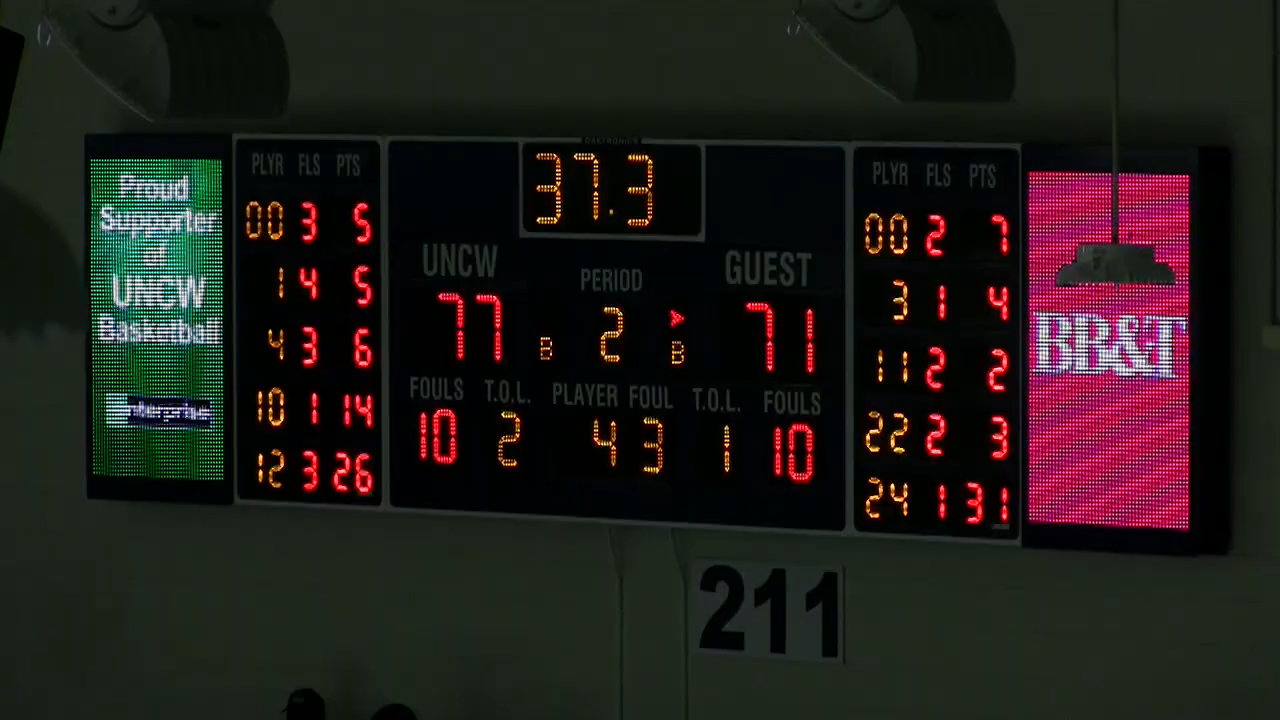 DAKTRONICS
37.3
Proud
Supporter
of
UNCW
Basketball
Enterprise
PLYR FLS PTS
00 3 5
1 4 5
4 3 6
10 1 14
12 3 26
UNCW PERIOD GUEST
77 B 2 B 71
FOULS T.O.L. PLAYER FOUL T.O.L. FOULS
10 2 4 3 1 10
PLYR FLS PTS
00 2 7
3 1 4
11 2 2
22 2 3
24 1 31
BB&T
211